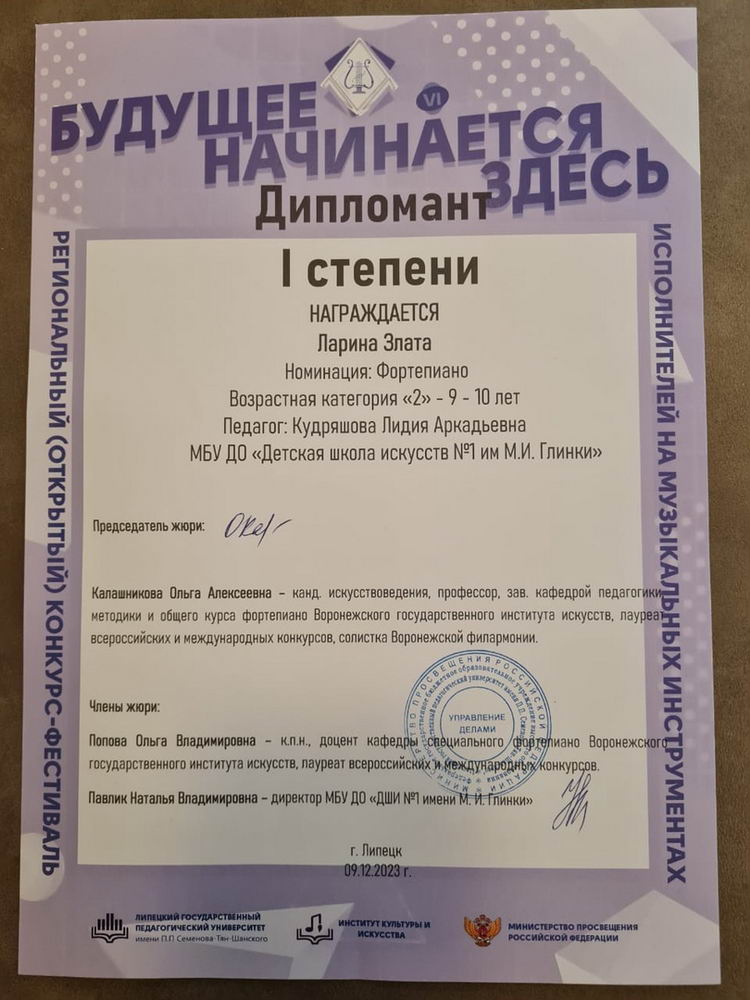 VI
БУДУЩЕЕ
НАЧИНАЕТСЯ
ЗДЕСЬ
Дипломант
I степени
НАГРАЖДАЕТСЯ
Ларина Злата
Номинация: Фортепиано
Возрастная категория «2» - 9 - 10 лет
Педагог: Кудряшова Лидия Аркадьевна
МБУ ДО «Детская школа искусств №1 им М.И. Глинки»
РЕГИОНАЛЬНЫЙ (ОТКРЫТЫЙ) КОНКУРС-ФЕСТИВАЛЬ
ИСПОЛНИТЕЛЕЙ НА МУЗЫКАЛЬНЫХ ИНСТРУМЕНТАХ
Председатель жюри:
Калашникова Ольга Алексеевна – канд. искусствоведения, профессор, зав. кафедрой педагогики,
методики и общего курса фортепиано Воронежского государственного института искусств, лауреат
всероссийских и международных конкурсов, солистка Воронежской филармонии.
Члены жюри:
Попова Ольга Владимировна – к.п.н., доцент кафедры специального фортепиано Воронежского
государственного института искусств, лауреат всероссийских и международных конкурсов.
Павлик Наталья Владимировна – директор МБУ ДО «ДШИ №1 имени М. И. Глинки»
УПРАВЛЕНИЕ
ДЕЛАМИ
МИНИСТЕРСТВО ПРОСВЕЩЕНИЯ РОССИЙСКОЙ ФЕДЕРАЦИИ
г. Липецк
09.12.2023 г.
ЛИПЕЦКИЙ ГОСУДАРСТВЕННЫЙ
ПЕДАГОГИЧЕСКИЙ УНИВЕРСИТЕТ
имени П.П Семенова-Тян-Шанского
ИНСТИТУТ КУЛЬТУРЫ И
ИСКУССТВА
МИНИСТЕРСТВО ПРОСВЕЩЕНИЯ
РОССИЙСКОЙ ФЕДЕРАЦИИ